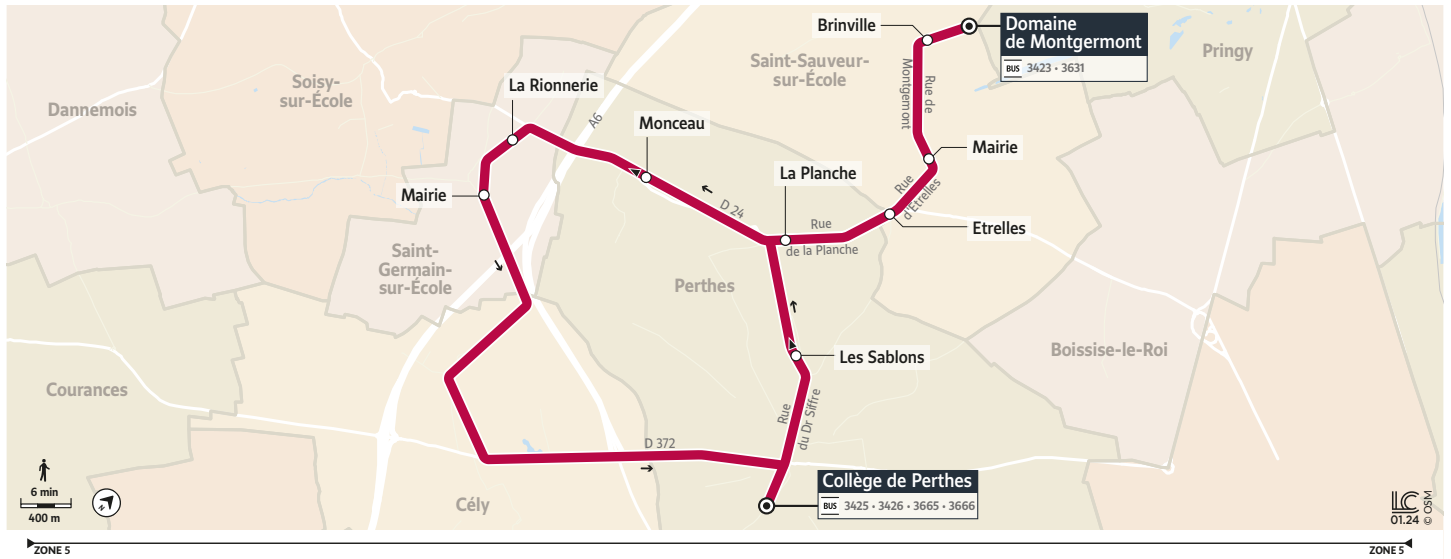 Brinville
Domaine
de Montgermont
BUS 3423 • 3631
Pringy
Saint-Sauveur-
sur-École
Soisy-
sur-École
La Rionnerie
Dannemois
A6
Rue de
Montgemont
Monceau
Mairie
La Planche
Mairie
Rue
d'Etrelles
D 24
Rue
de la Planche
Etrelles
Saint-
Germain-
sur-École
Perthes
Les Sablons
Boissise-le-Roi
Courances
Rue
du Dr Siffre
D 372
Collège de Perthes
BUS 3425 • 3426 • 3665 • 3666
Cély
6 min
400 m
N
LC
01.24
© OSM
ZONE 5
ZONE 5